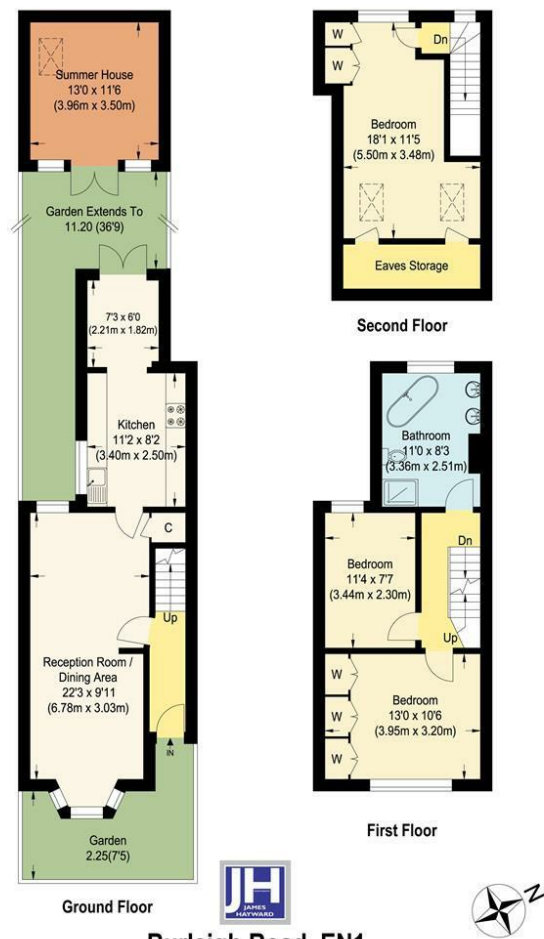 Summer House
13'0 x 11'6
(3.96m x 3.50m)
Garden Extends To
11.20 (36'9)
7'3 x 6'0
(2.21m x 1.82m)
Kitchen
11'2 x 8'2
(3.40m x 2.50m)
C
Up
Reception Room /
Dining Area
22'3 x 9'11
(6.78m x 3.03m)
IN
Garden
2.25(7'5)
Ground Floor
W
W
Dn
Bedroom
18'1 x 11'5
(5.50m x 3.48m)
Eaves Storage
Second Floor
Bathroom
11'0 x 8'3
(3.36m x 2.51m)
Dn
Bedroom
11'4 x 7'7
(3.44m x 2.30m)
Up
W
W
W
Bedroom
13'0 x 10'6
(3.95m x 3.20m)
First Floor
JH
JAMES
HAYWARD
N
Burleigh Road, EN1